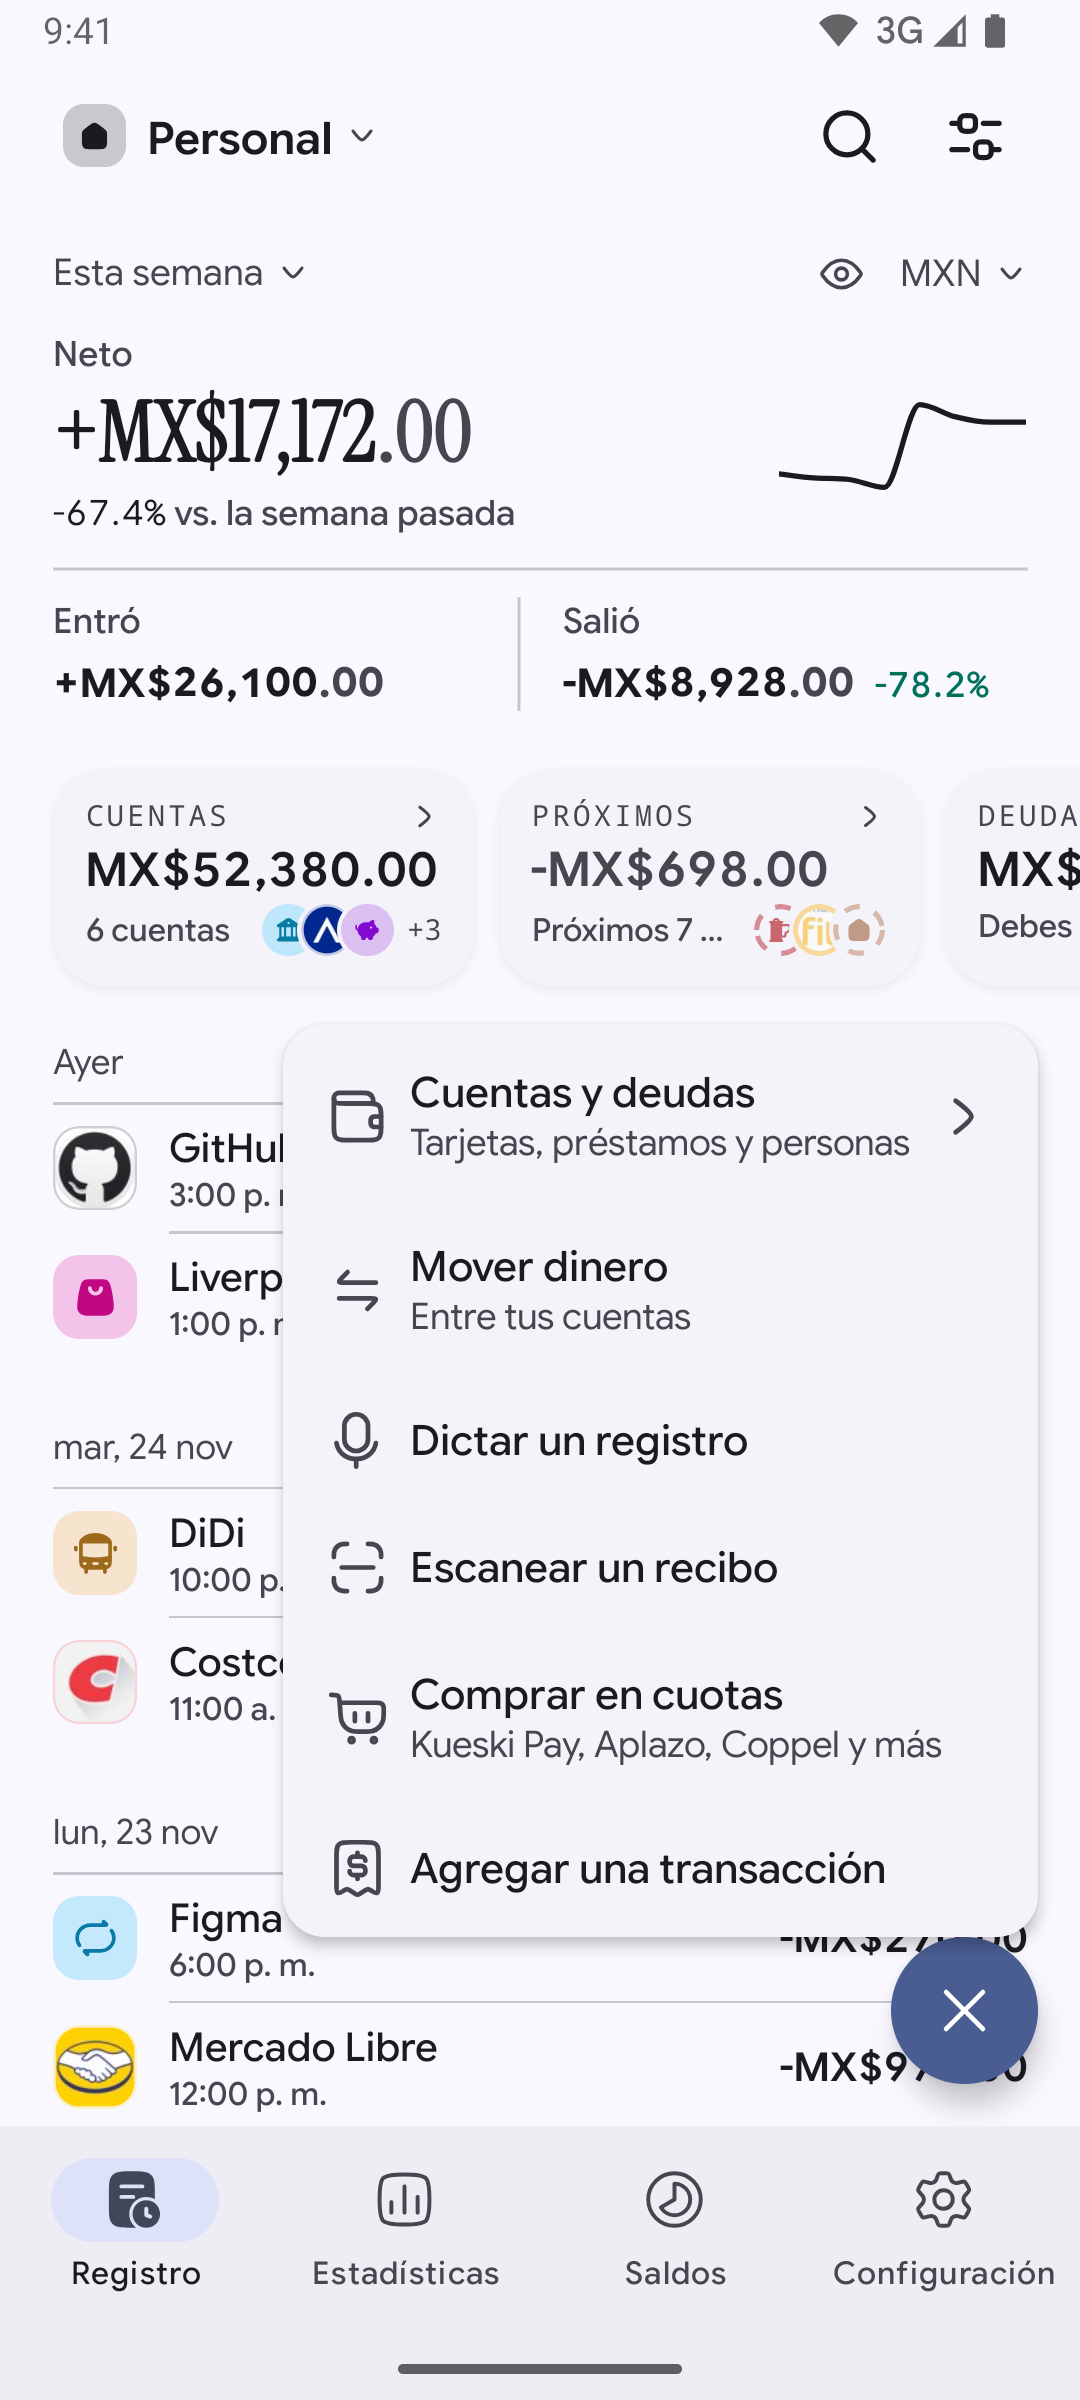 9:41
3G
Personal
Esta semana
MXN
Neto
+MX$17,172.00
-67.4% vs. la semana pasada
Entró
Salió
+MX$26,100.00
-MX$8,928.00 -78.2%
CUENTAS
MX$52,380.00
6 cuentas
+3
PRÓXIMOS
-MX$698.00
Próximos 7 ...
DEUDA
MX$
Debes
Ayer
3:00 p.
1:00 p.
mar, 24 nov
DiDi
10:00 p.
11:00 a.
lun, 23 nov
Figma
6:00 p. m.
Mercado Libre
12:00 p. m.
Cuentas y deudas
Tarjetas, préstamos y personas
Mover dinero
Entre tus cuentas
Dictar un registro
Escanear un recibo
Comprar en cuotas
Kueski Pay, Aplazo, Coppel y más
Agregar una transacción
Registro
Estadísticas
Saldos
Configuración